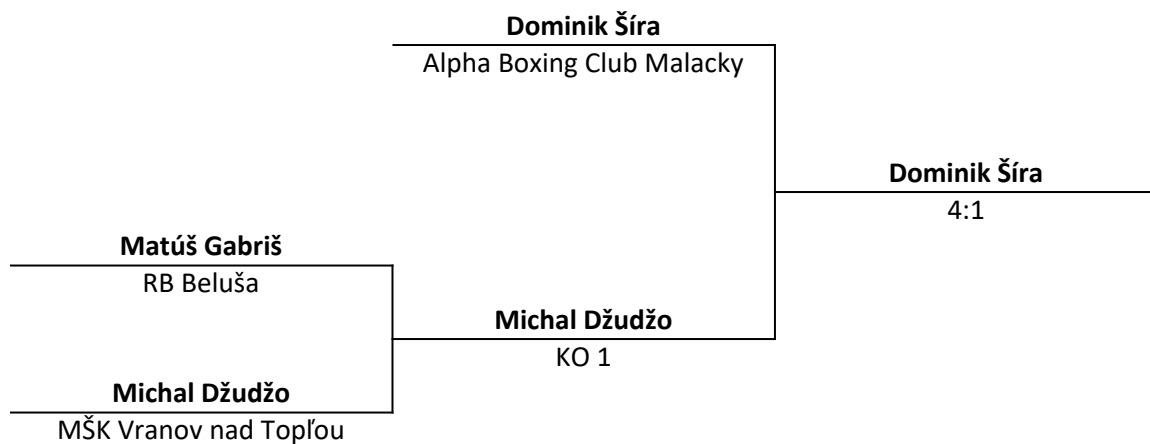 Dominik Šíra
Alpha Boxing Club Malacky
Dominik Šíra
4:1
Matúš Gabriš
RB Beluša
Michal Džudžo
KO 1
Michal Džudžo
MŠK Vranov nad Topľou